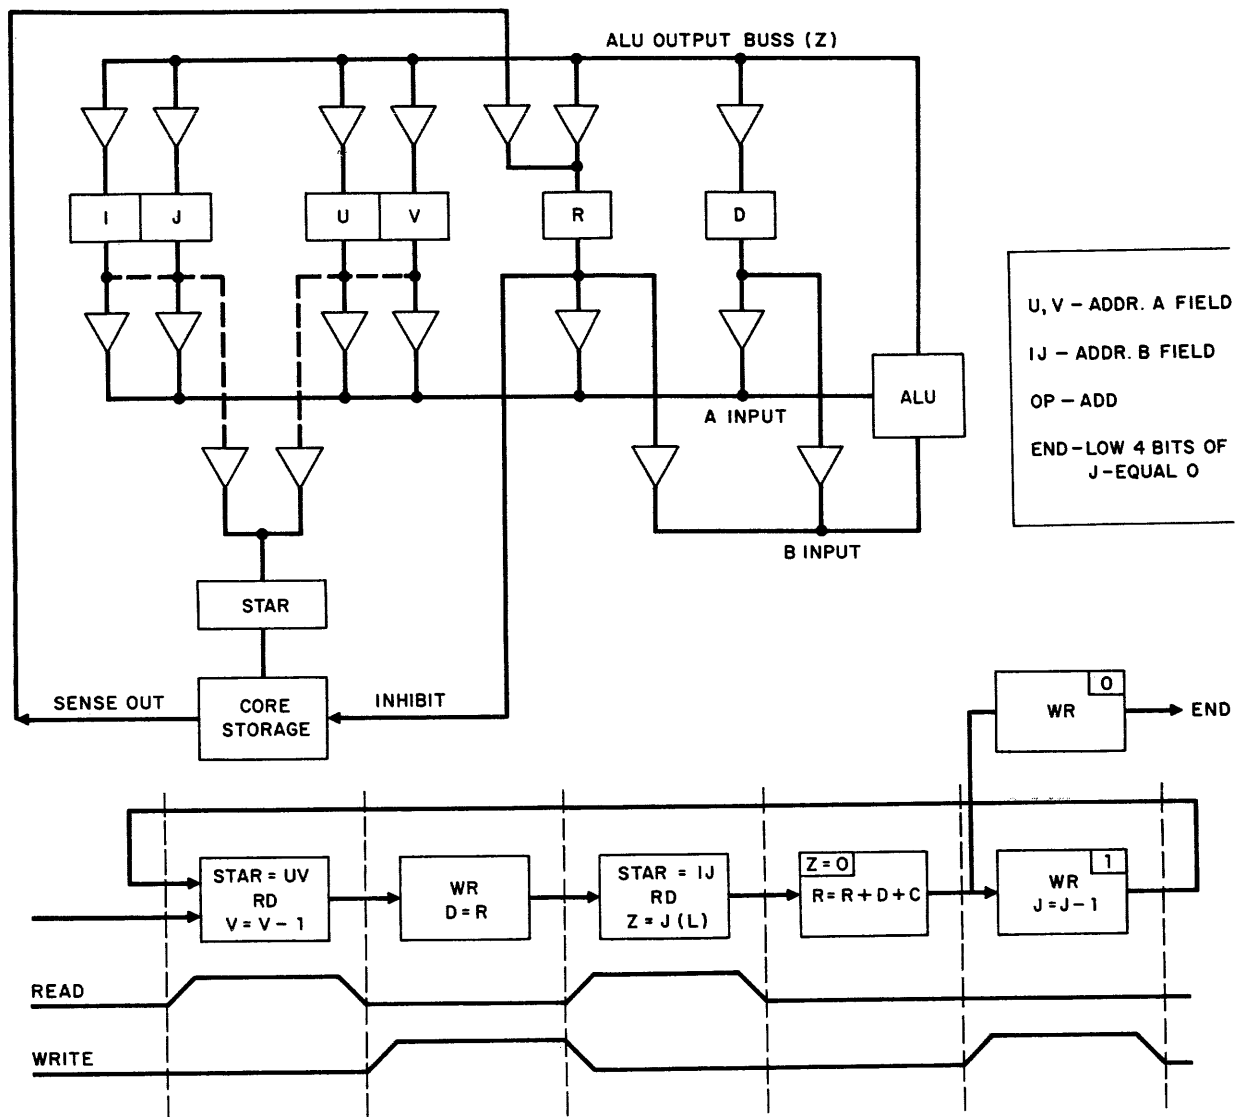 ALU OUTPUT BUSS (Z)
I
J
U
V
R
D
U, V – ADDR. A FIELD
IJ – ADDR. B FIELD
OP – ADD
END – LOW 4 BITS OF
J – EQUAL 0
ALU
A INPUT
B INPUT
STAR
SENSE OUT
CORE
STORAGE
INHIBIT
0
WR
END
STAR = UV
RD
V = V – 1
WR
D = R
STAR = IJ
RD
Z = J (L)
Z = 0
R = R + D + C
1
WR
J = J – 1
READ
WRITE